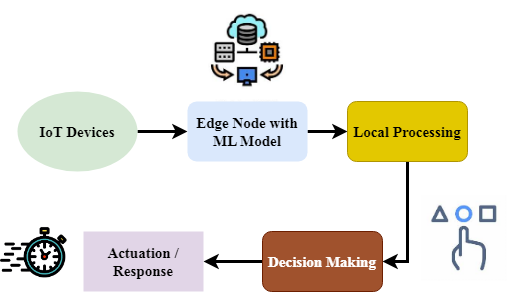 IoT Devices
Edge Node with
ML Model
Local Processing
Decision Making
Actuation /
Response